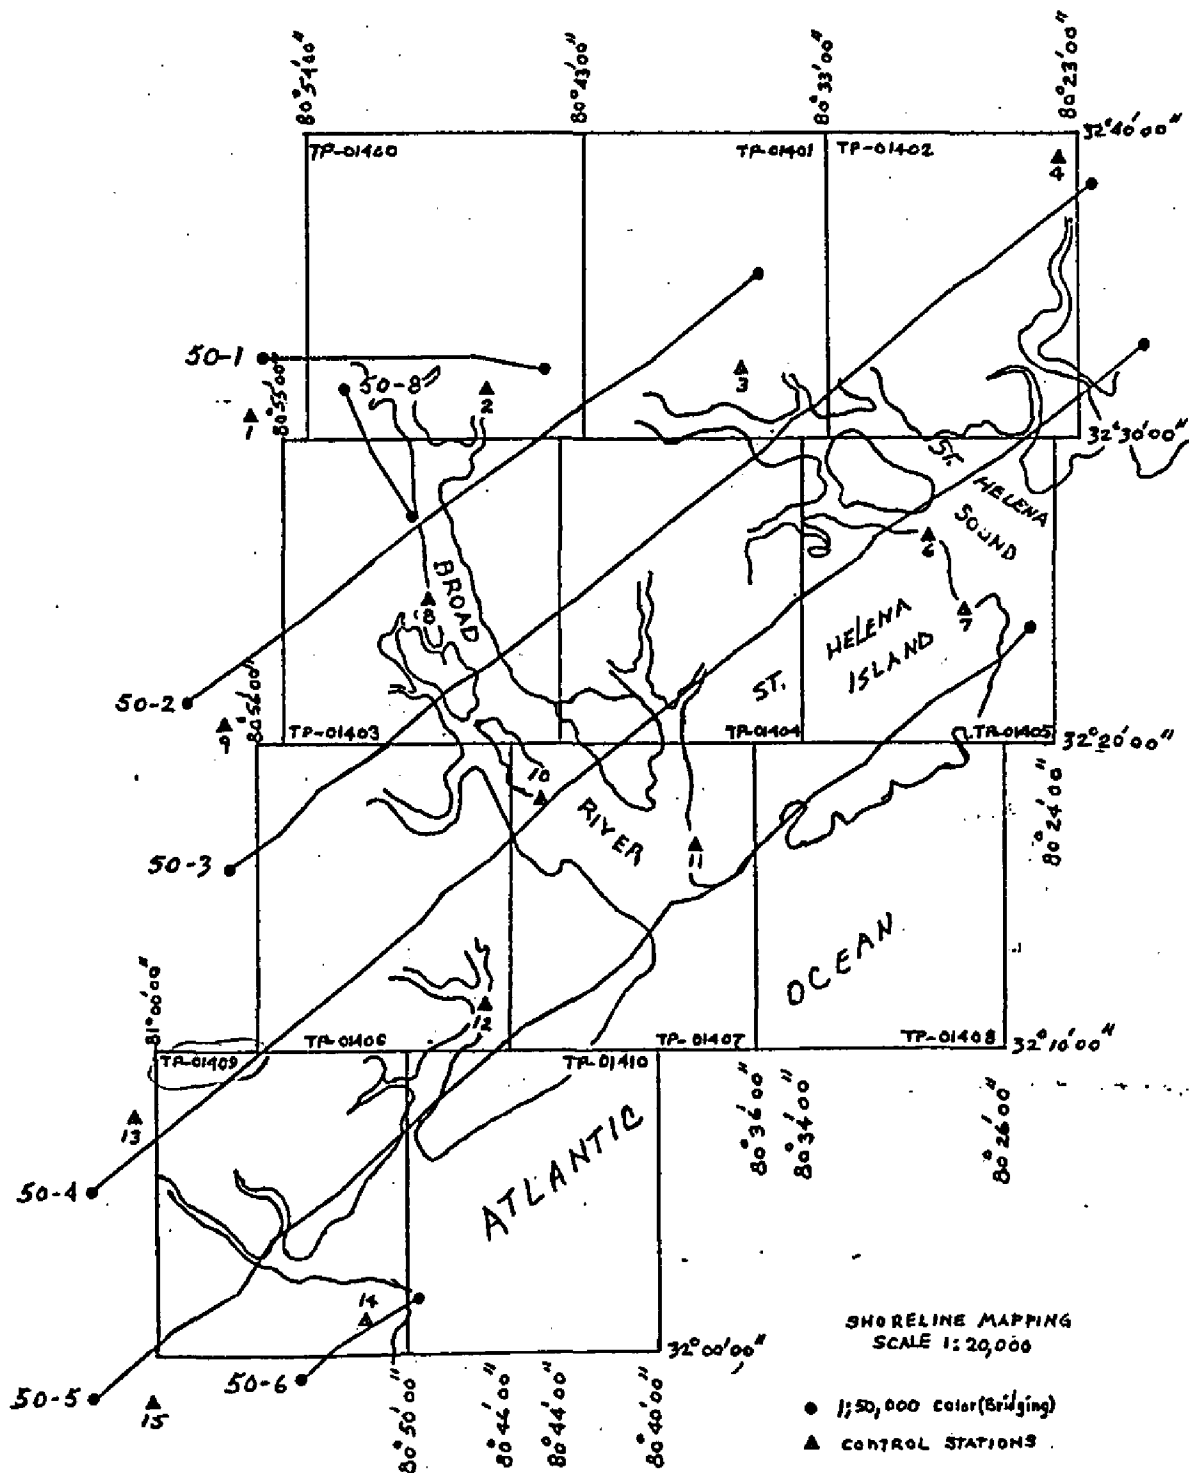 80°54'00"
80°43'00"
80°33'00"
80°23'00"
32°40'00"
TP-01400
TP-01401
TP-01402
4
50-1
80°55'00"
50-8
1
2
3
32°30'00"
ST. HELENA
SOUND
6
BROAD
8
7
ST.
HELENA
ISLAND
50-2
9
80°56'00"
TP-01403
TP-01404
TP-01405
32°20'00"
10
RIVER
80°24'00"
50-3
11
OCEAN
81°00'00"
12
TP-01409
TP-01406
TP-01410
TP-01407
TP-01408
32°10'00"
13
80°36'00"
80°34'00"
80°26'00"
ATLANTIC
50-4
14
SHORELINE MAPPING
SCALE 1:20,000
32°00'00"
50-6
50-5
15
80°50'00"
80°46'00"
80°44'00"
80°40'00"
1;50,000 color(Bridging)
CONTROL STATIONS